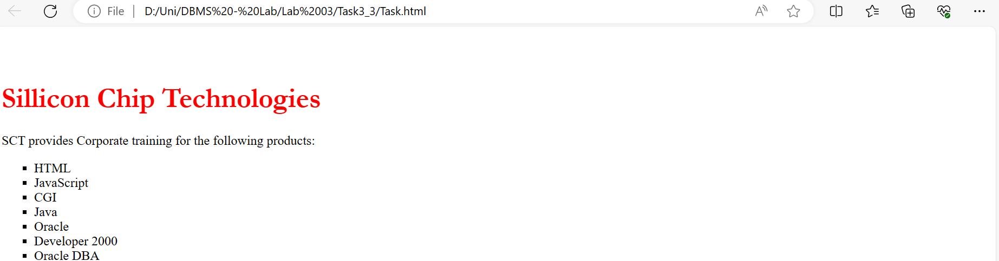 File | D:/Uni/DBMS%20-%20Lab/Lab%2003/Task3_3/Task.html
Sillicon Chip Technologies
SCT provides Corporate training for the following products:
▪ HTML
▪ JavaScript
▪ CGI
▪ Java
▪ Oracle
▪ Developer 2000
▪ Oracle DBA